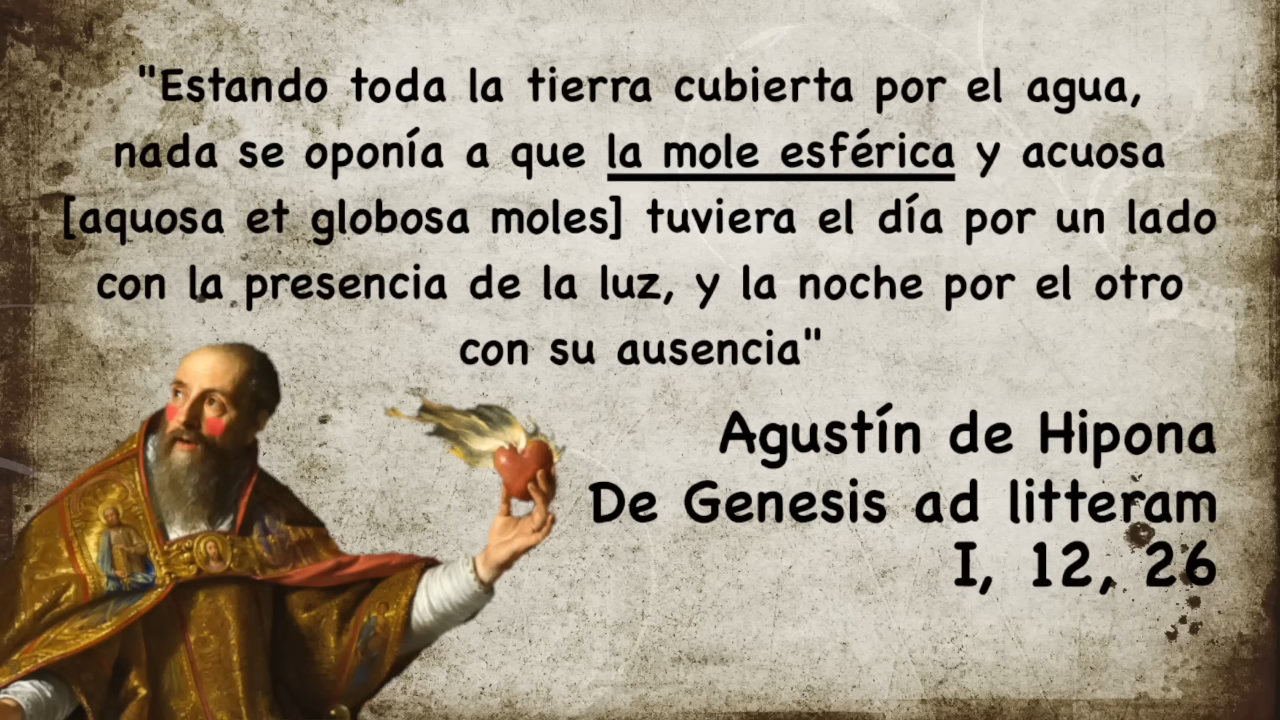 "Estando toda la tierra cubierta por el agua,
nada se oponía a que la mole esférica y acuosa
[aquosa et globosa moles] tuviera el día por un lado
con la presencia de la luz, y la noche por el otro
con su ausencia"
Agustín de Hipona
De Genesis ad litteram
I, 12, 26